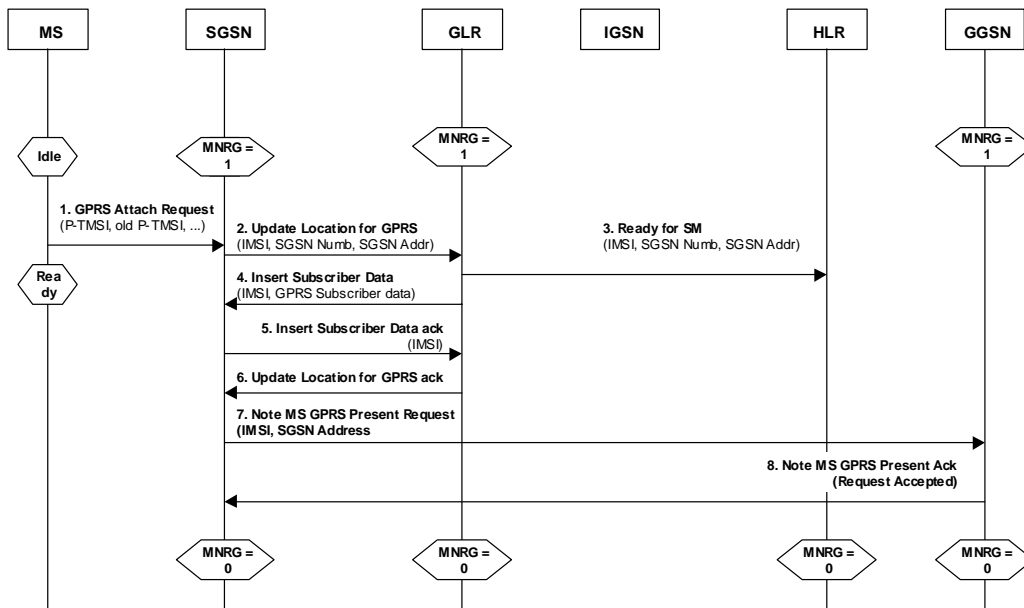 MS
SGSN
GLR
IGSN
HLR
GGSN
Idle
MNRG =
1
MNRG =
1
MNRG =
1
1. GPRS Attach Request
(P-TMSI, old P-TMSI, ...)
2. Update Location for GPRS
(IMSI, SGSN Numb, SGSN Addr)
3. Ready for SM
(IMSI, SGSN Numb, SGSN Addr)
Rea
dy
4. Insert Subscriber Data
(IMSI, GPRS Subscriber data)
5. Insert Subscriber Data ack
(IMSI)
6. Update Location for GPRS ack
7. Note MS GPRS Present Request
(IMSI, SGSN Address
8. Note MS GPRS Present Ack
(Request Accepted)
MNRG =
0
MNRG =
0
MNRG =
0
MNRG =
0